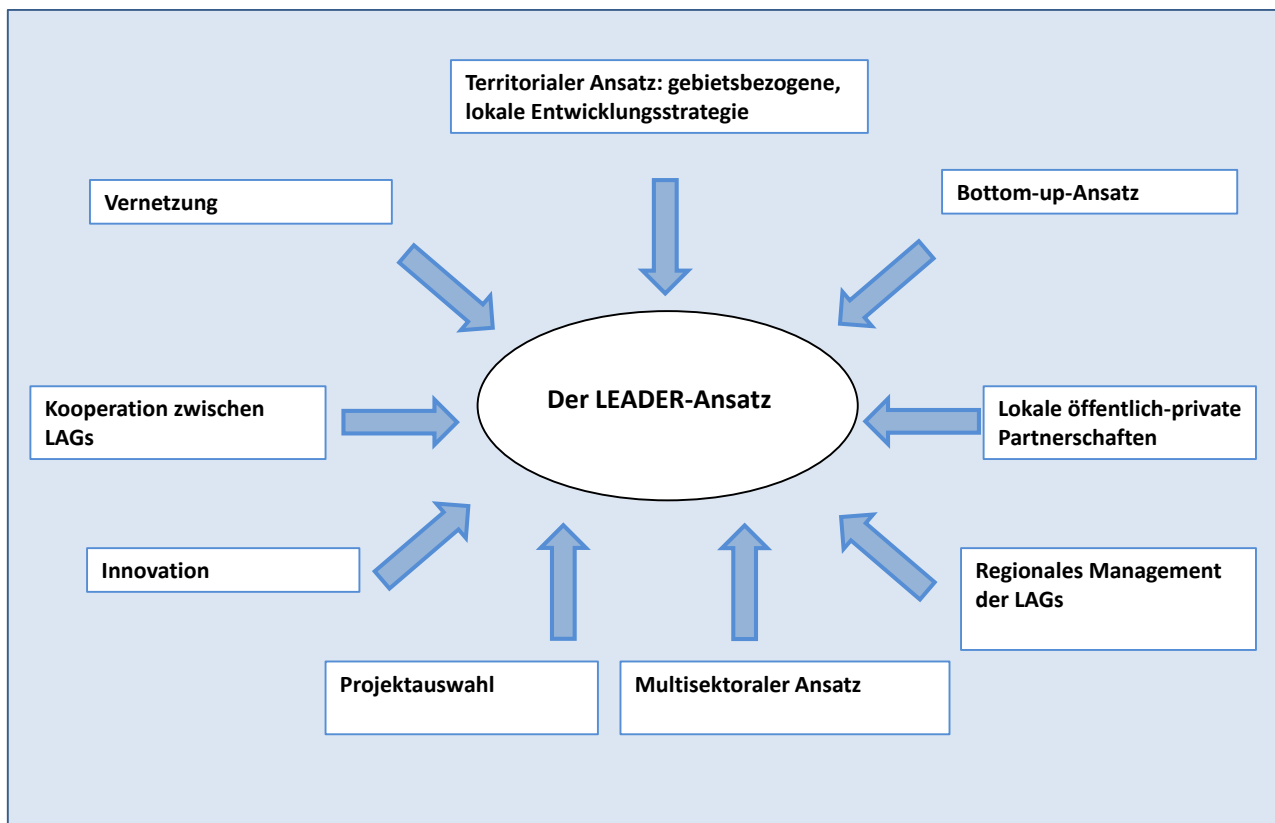 Territorialer Ansatz: gebietsbezogene,
lokale Entwicklungsstrategie
Vernetzung
Bottom-up-Ansatz
Der LEADER-Ansatz
Kooperation zwischen
LAGs
Lokale öffentlich-private
Partnerschaften
Innovation
Regionales Management
der LAGs
Projektauswahl
Multisektoraler Ansatz